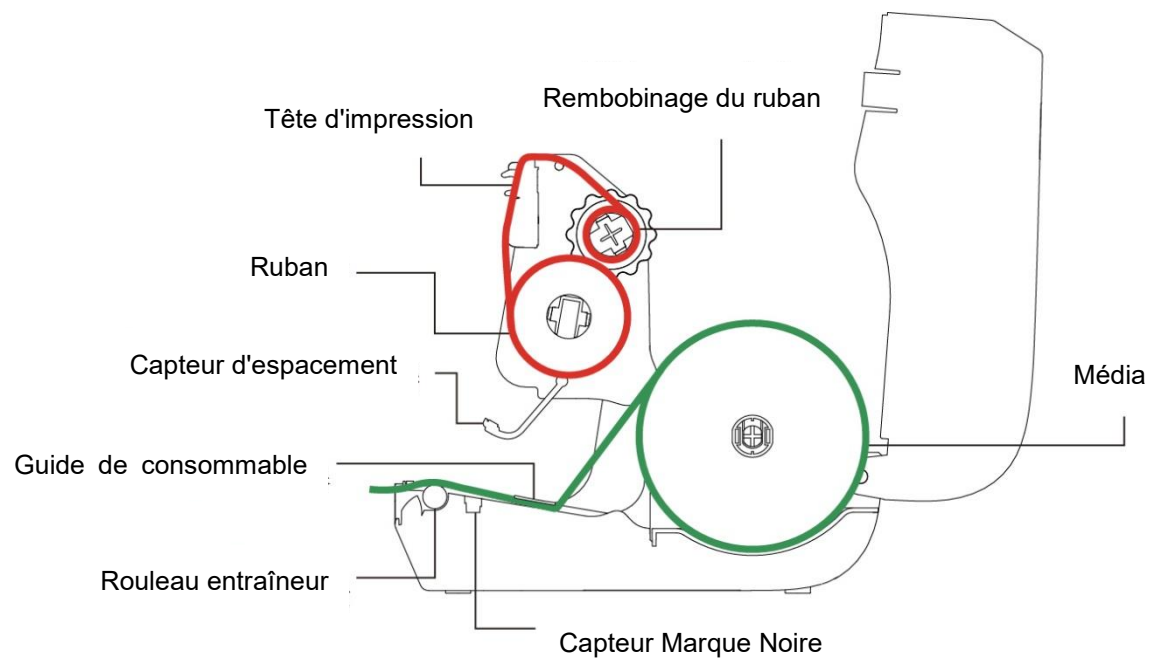 Rembobinage du ruban
Tête d'impression
Ruban
Capteur d'espacement
Média
Guide de consommable
Rouleau entraîneur
Capteur Marque Noire